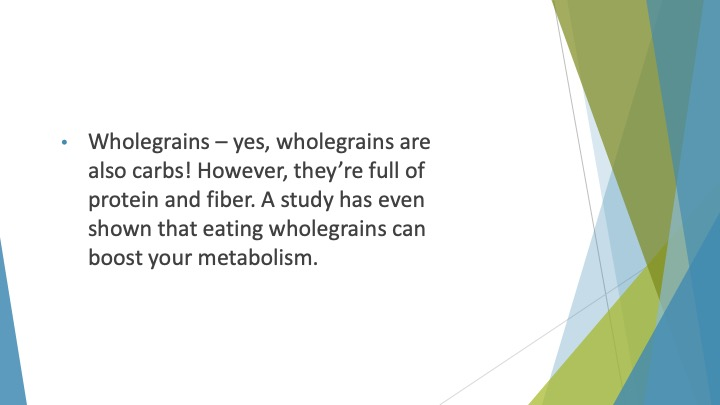 • Wholegrains – yes, wholegrains are
also carbs! However, they’re full of
protein and fiber. A study has even
shown that eating wholegrains can
boost your metabolism.